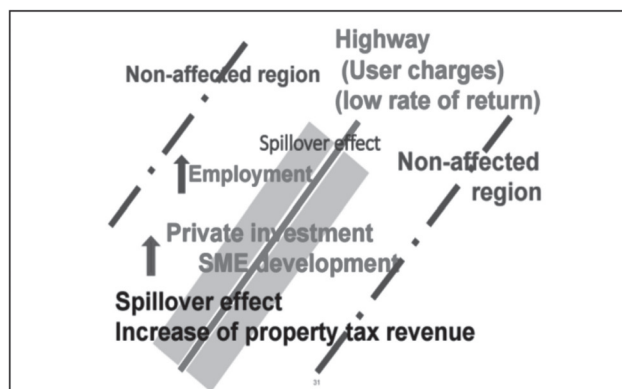 Highway
(User charges)
(low rate of return)
Non-affected region
Spillover effect
Employment
Non-affected
region
Private investment
SME development
Spillover effect
Increase of property tax revenue
31